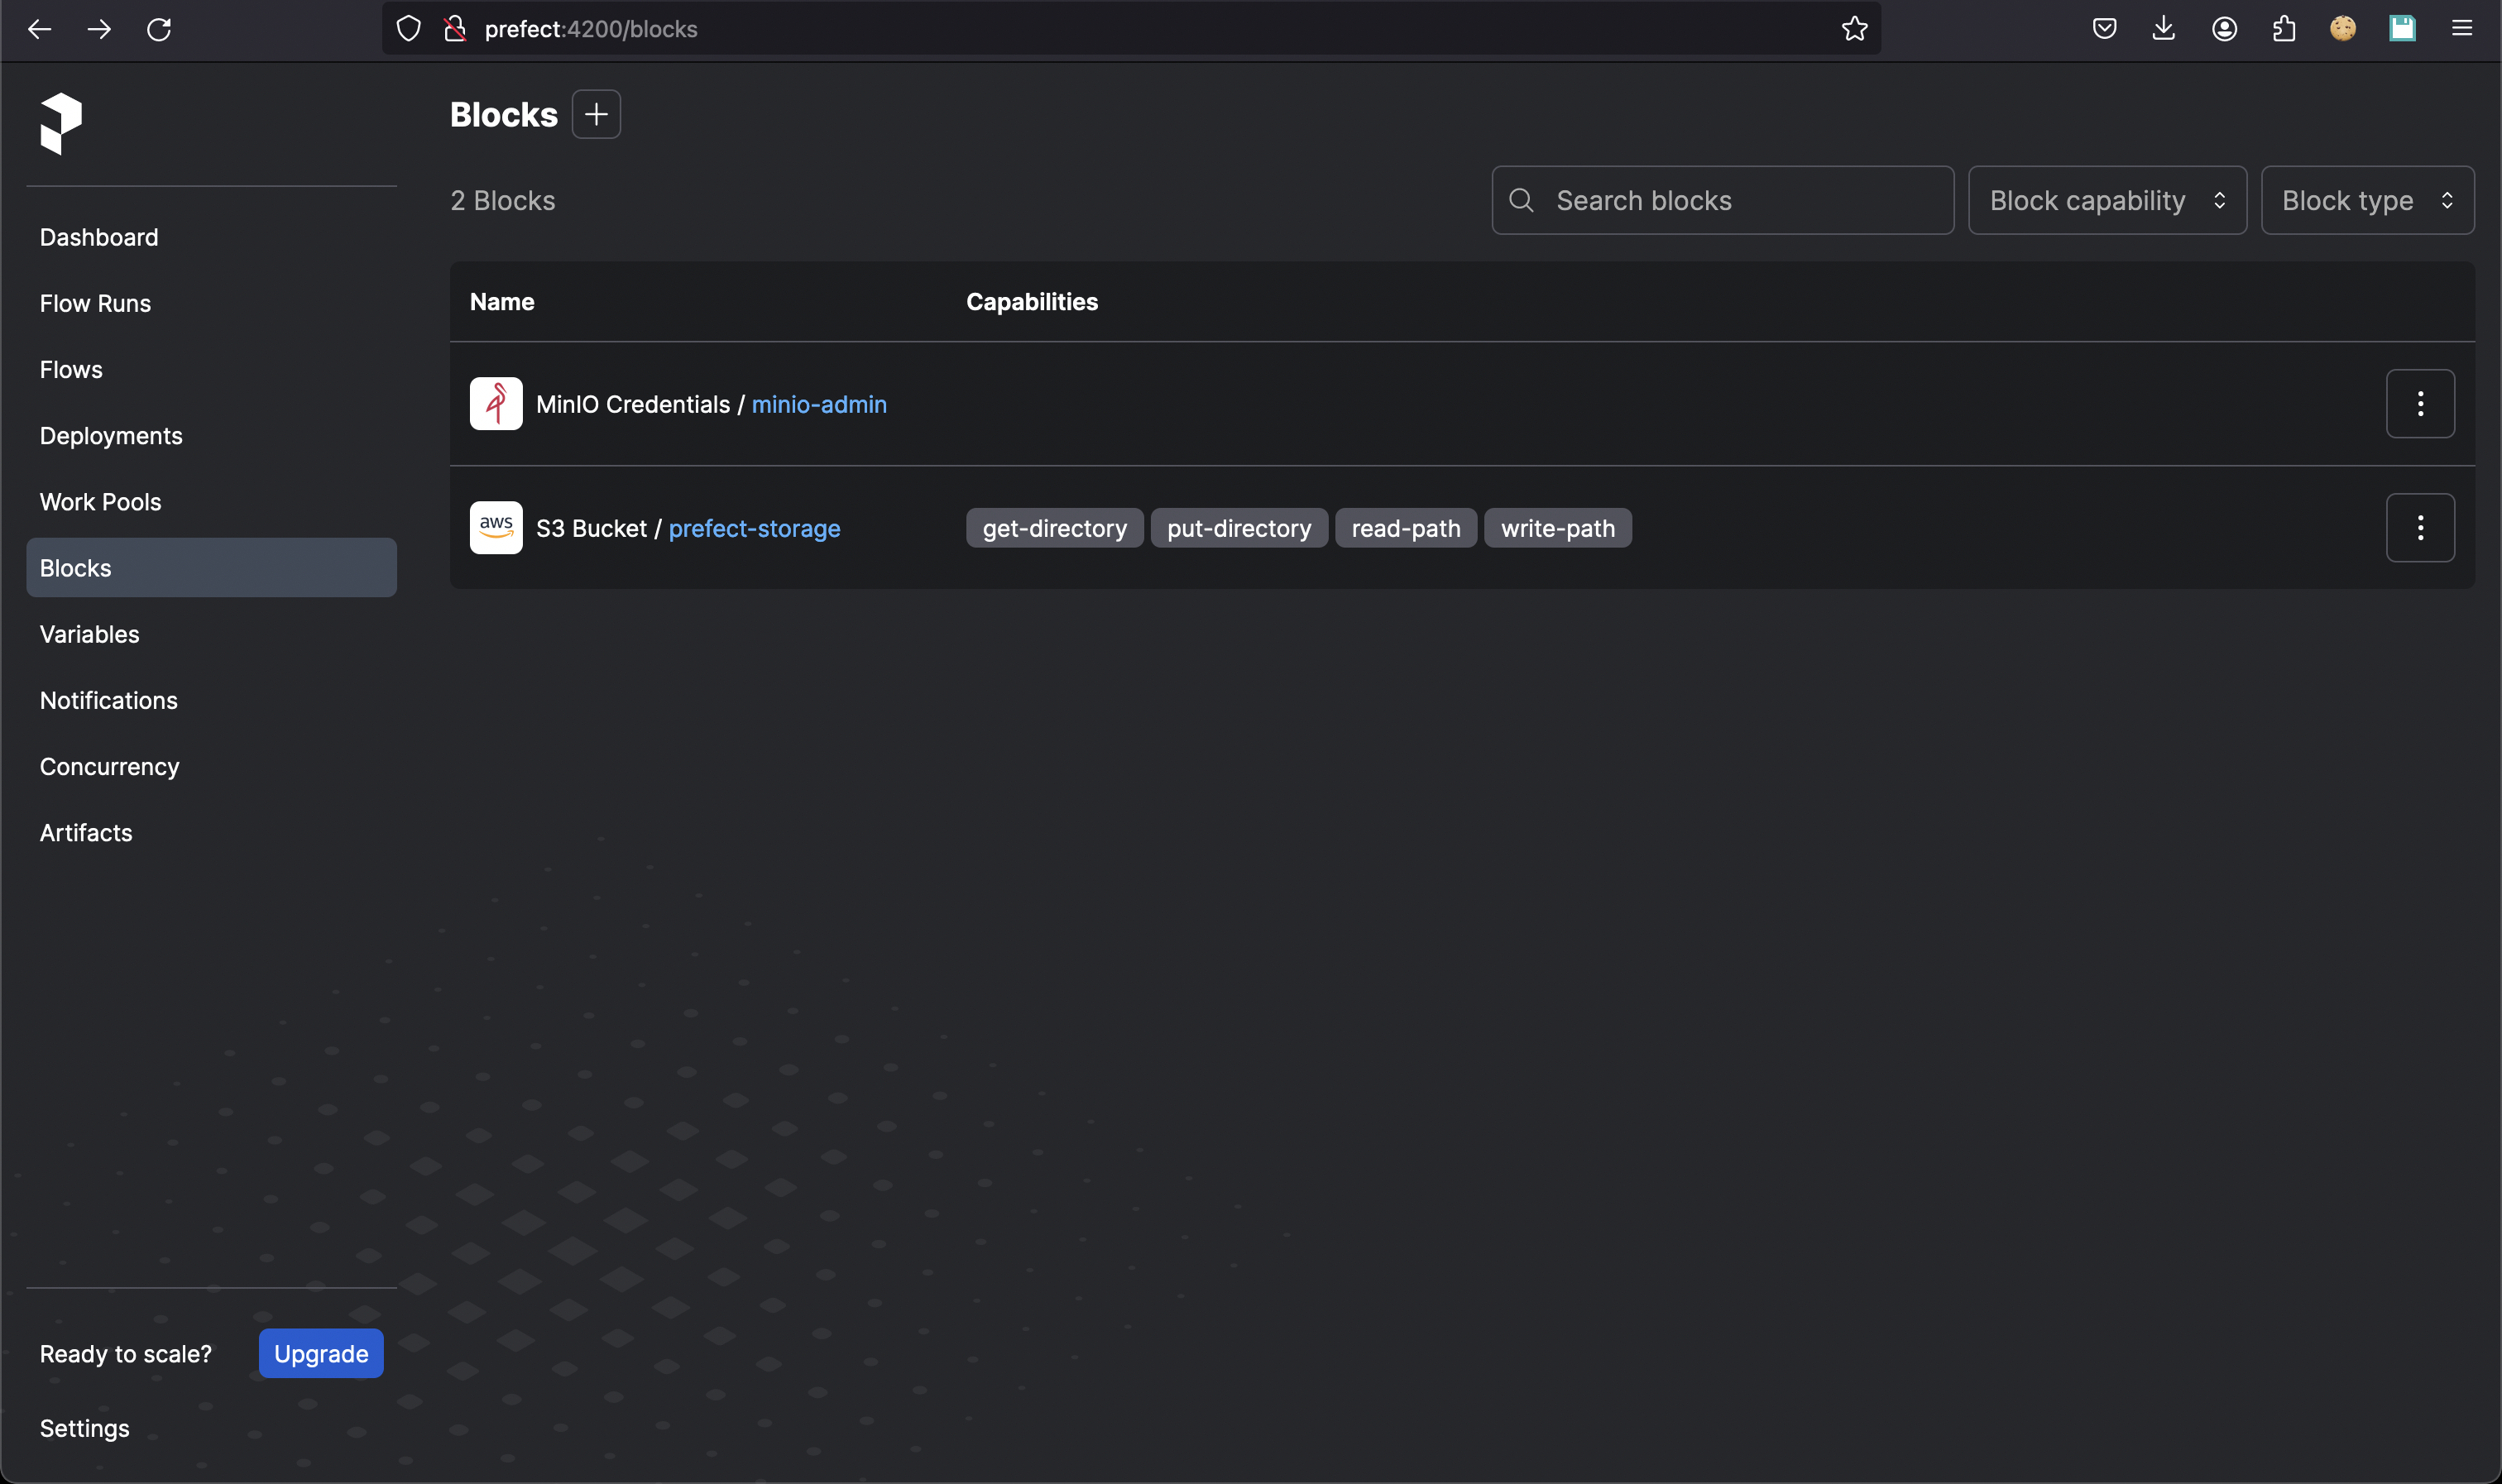 prefect:4200/blocks
Blocks
2 Blocks
Search blocks
Block capability
Block type
Dashboard
Flow Runs
Flows
Deployments
Work Pools
Blocks
Variables
Notifications
Concurrency
Artifacts
Name Capabilities
MinIO Credentials / minio-admin
aws S3 Bucket / prefect-storage get-directory put-directory read-path write-path
Ready to scale? Upgrade
Settings